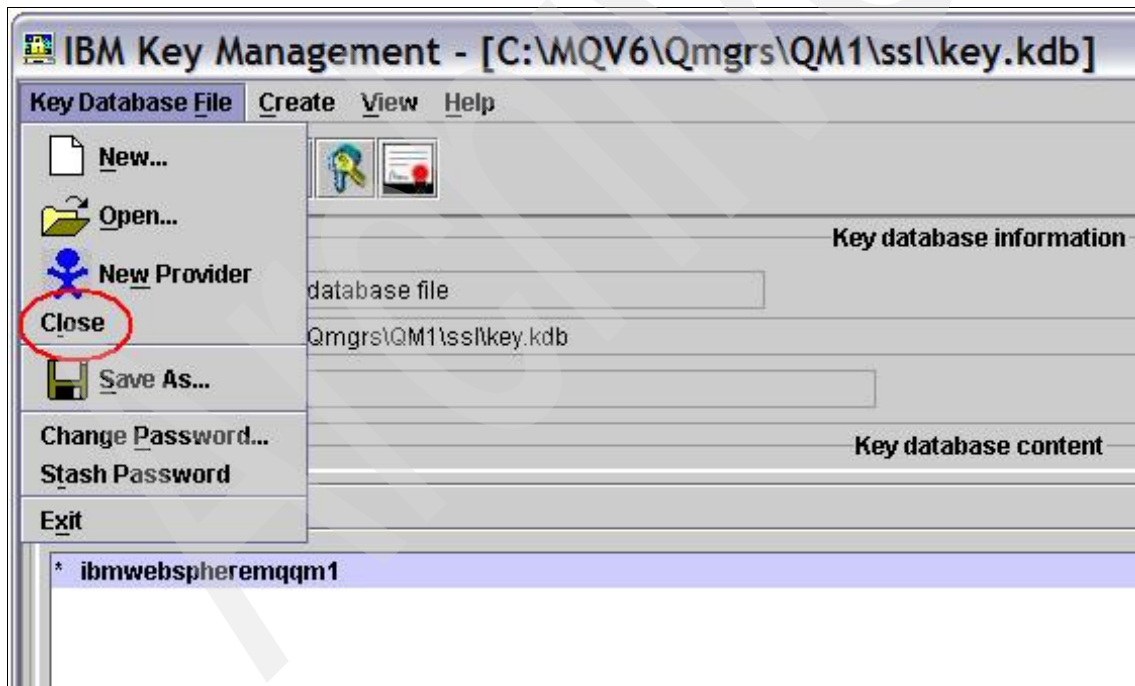 IBM Key Management - [C:\MQV6\Qmgrs\QM1\ssl\key.kdb]
Key Database File Create View Help
New...
Open...
Key database information
New Provider
database file
Close
Qmgrs\QM1\ssl\key.kdb
Save As...
Change Password...
Key database content
Stash Password
Exit
* ibmwebspheremqqm1